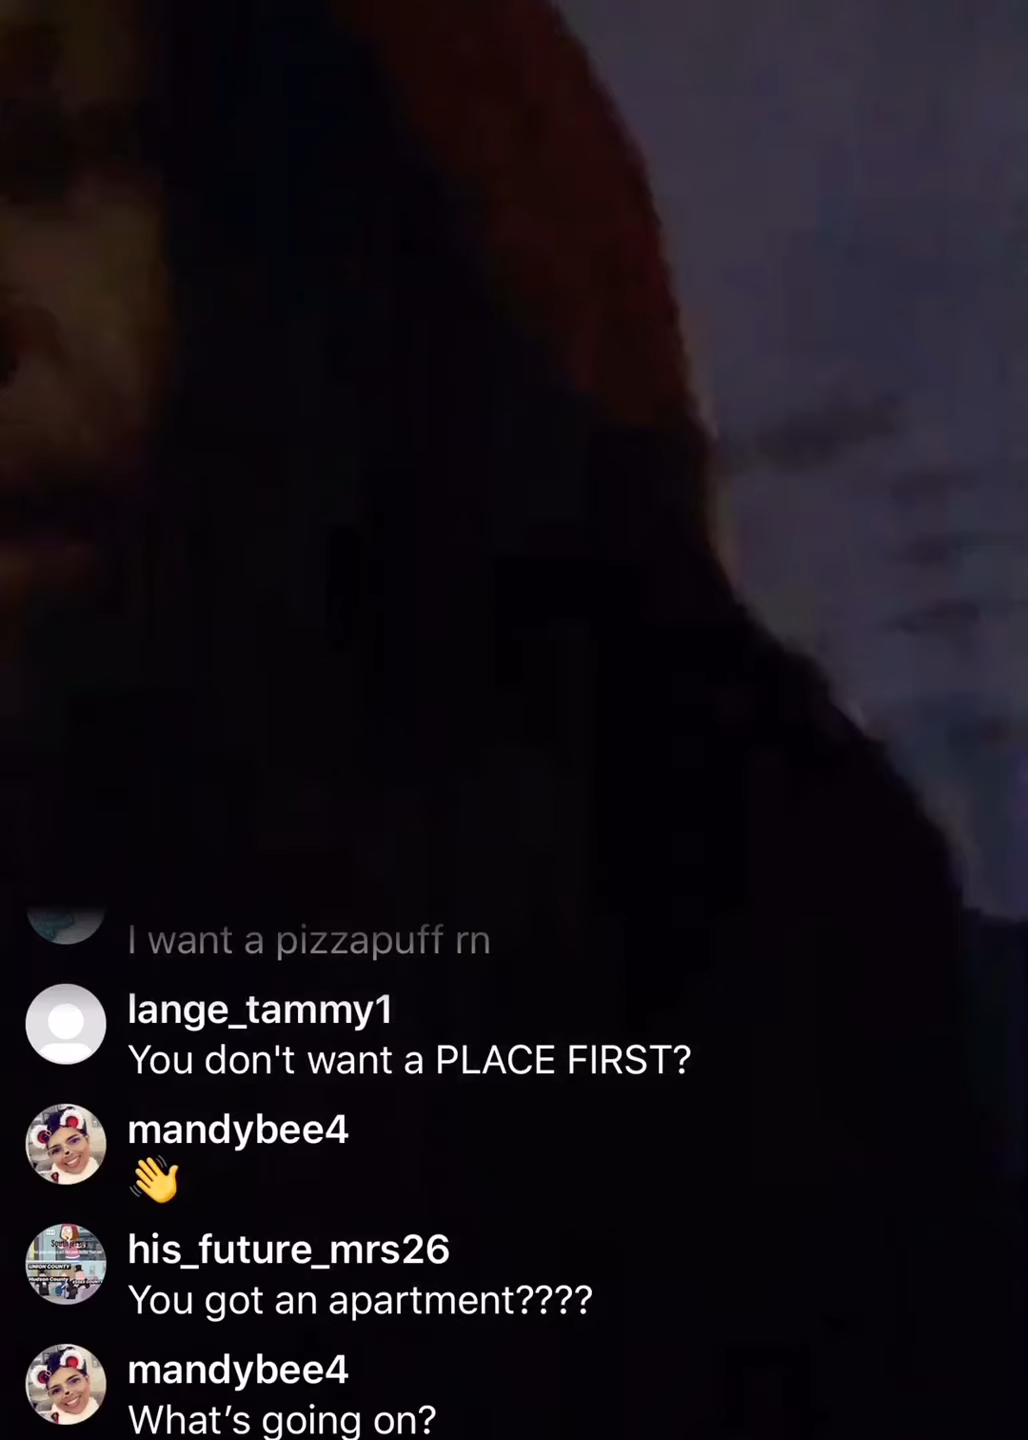 I want a pizzapuff rn
lange_tammy1
You don't want a PLACE FIRST?
mandybee4
👋
his_future_mrs26
You got an apartment????
mandybee4
What’s going on?